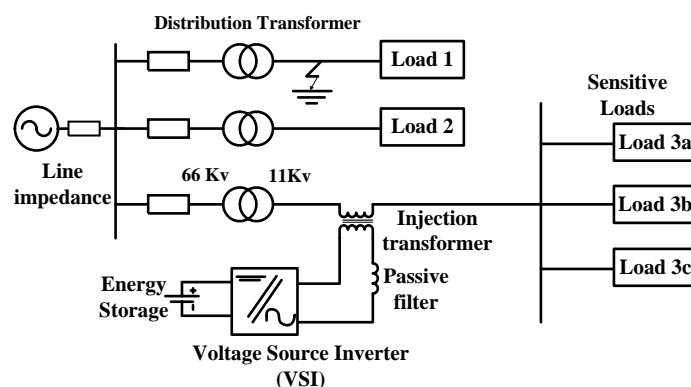 Distribution Transformer
Load 1
Sensitive
Loads
Load 3a
Load 2
Line
impedance
66 Kv
11Kv
Load 3b
Injection
transformer
Load 3c
Passive
filter
Energy
Storage
+
Voltage Source Inverter
(VSI)